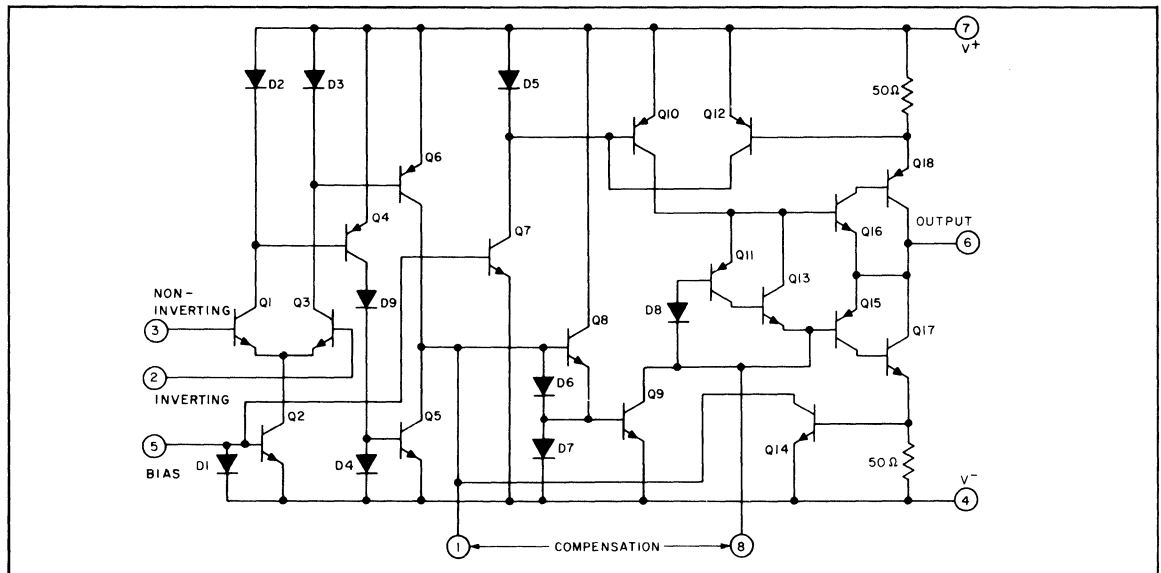 7
V+
D2
D3
D5
50Ω
Q10
Q12
Q6
Q18
Q4
OUTPUT
6
Q16
Q7
Q11
Q13
NON-
INVERTING
3
Q1
Q3
D9
D8
Q15
Q8
Q17
2
INVERTING
D6
Q9
Q2
Q5
5
BIAS
D1
D4
D7
Q14
50Ω
V-
4
1
COMPENSATION
8